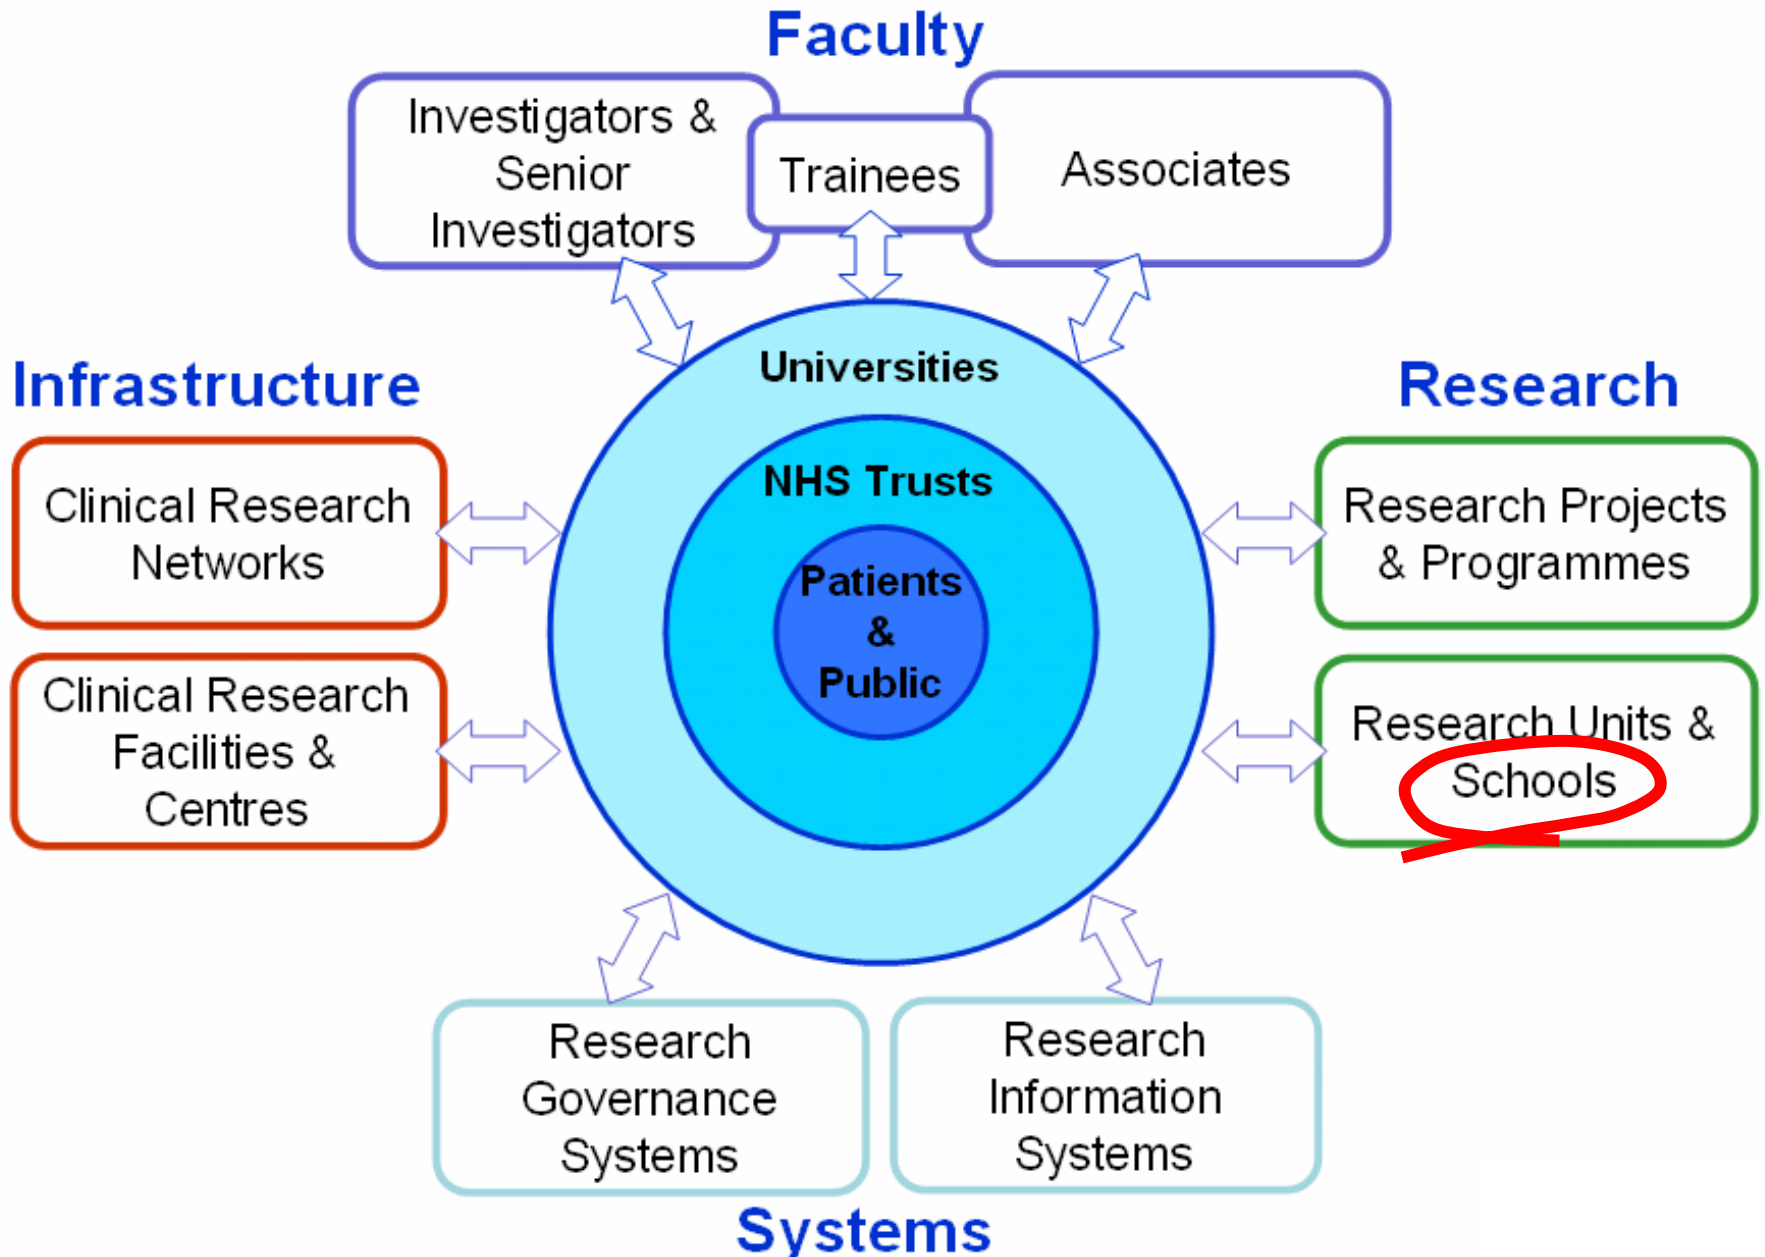 Faculty
Investigators &
Senior
Investigators
Trainees
Associates
Infrastructure
Clinical Research
Networks
Clinical Research
Facilities &
Centres
Universities
NHS Trusts
Patients
&
Public
Research
Research Projects
& Programmes
Research Units &
Schools
Research
Governance
Systems
Research
Information
Systems
Systems